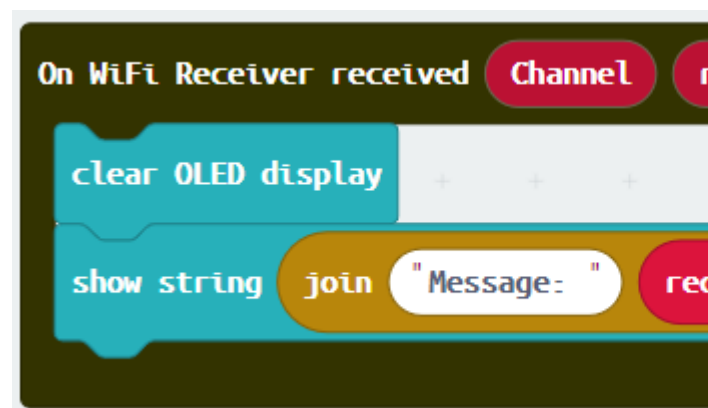 On WiFi Receiver received Channel
clear OLED display
show string join "Message: "